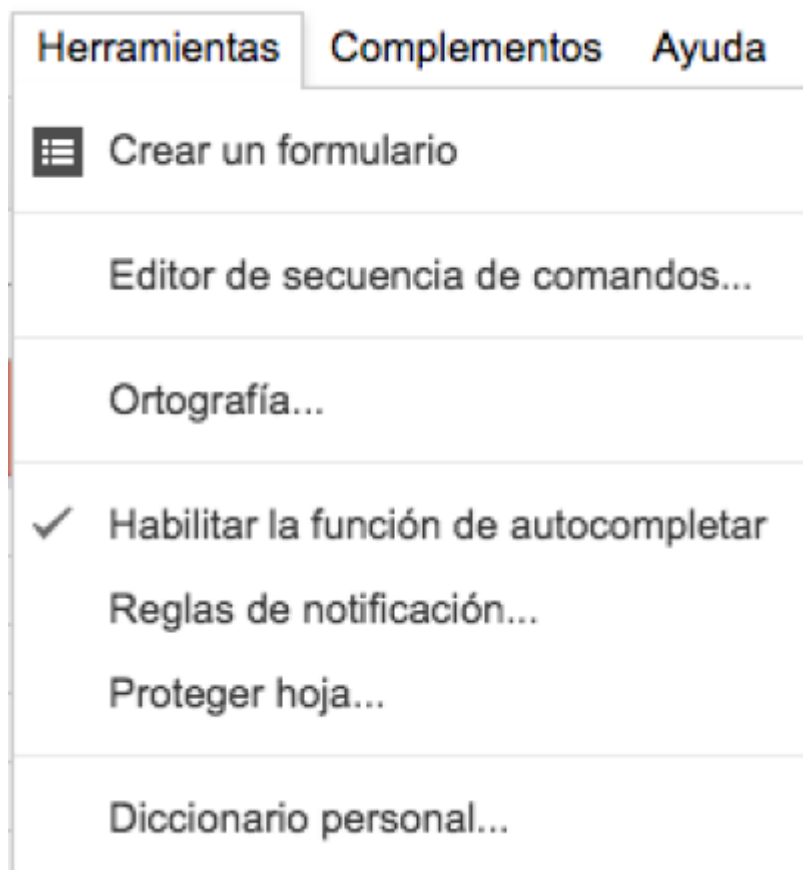 Herramientas Complementos Ayuda
Crear un formulario
Editor de secuencia de comandos...
Ortografía...
Habilitar la función de autocompletar
Reglas de notificación...
Proteger hoja...
Diccionario personal...